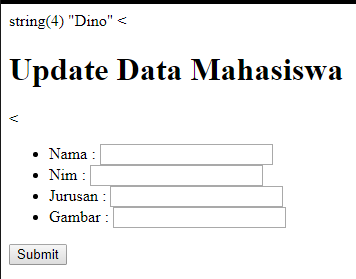 string(4) "Dino" <
Update Data Mahasiswa
<
Nama :
Nim :
Jurusan :
Gambar :
Submit